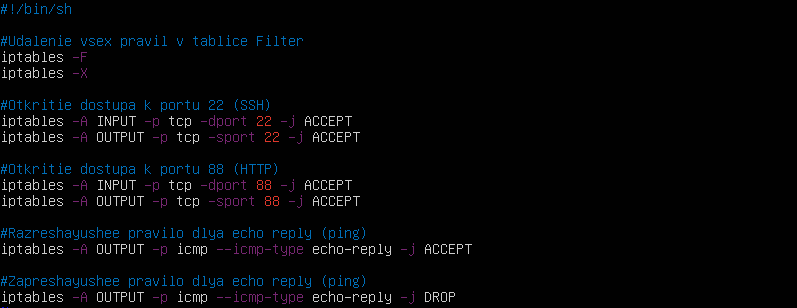 #!/bin/sh
#Udalenie vsex pravil v tablice Filter
iptables -F
iptables -X
#Otkritie dostupa k portu 22 (SSH)
iptables -A INPUT -p tcp -dport 22 -j ACCEPT
iptables -A OUTPUT -p tcp -sport 22 -j ACCEPT
#Otkritie dostupa k portu 88 (HTTP)
iptables -A INPUT -p tcp -dport 88 -j ACCEPT
iptables -A OUTPUT -p tcp -sport 88 -j ACCEPT
#Razreshayushee pravilo dlya echo reply (ping)
iptables -A OUTPUT -p icmp --icmp-type echo-reply -j ACCEPT
#Zapreshayushee pravilo dlya echo reply (ping)
iptables -A OUTPUT -p icmp --icmp-type echo-reply -j DROP